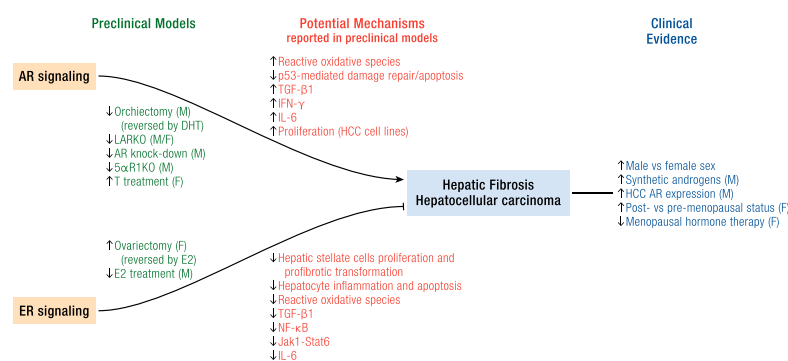 Preclinical Models
Potential Mechanisms
reported in preclinical models
Clinical
Evidence
AR signaling
↑Reactive oxidative species
↓p53-mediated damage repair/apoptosis
↑TGF-β1
↑IFN-γ
↑IL-6
↑Proliferation (HCC cell lines)
↓Orchiectomy (M)
(reversed by DHT)
↓LARKO (M/F)
↓AR knock-down (M)
↓5αR1KO (M)
↑T treatment (F)
Hepatic Fibrosis
Hepatocellular carcinoma
↑Male vs female sex
↑Synthetic androgens (M)
↑HCC AR expression (M)
↑Post- vs pre-menopausal status (F)
↓Menopausal hormone therapy (F)
↑Ovariectomy (F)
(reversed by E2)
↓E2 treatment (M)
ER signaling
↓Hepatic stellate cells proliferation and
profibrotic transformation
↓Hepatocyte inflammation and apoptosis
↓Reactive oxidative species
↓TGF-β1
↓NF-κB
↓Jak1-Stat6
↓IL-6